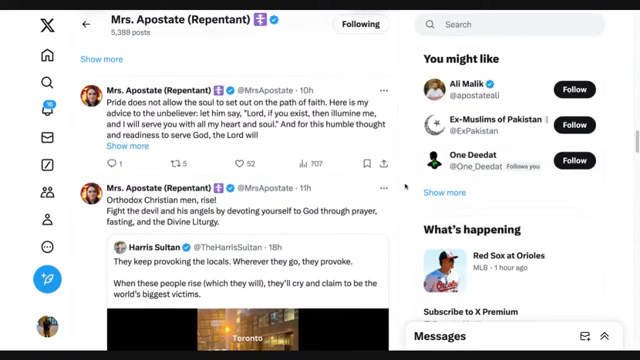 Mrs. Apostate (Repentant)
5,388 posts
Following
Search
Show more
Mrs. Apostate (Repentant) @MrsApostate · 10h
Pride does not allow the soul to set out on the path of faith. Here is my
advice to the unbeliever: let him say, "Lord, if you exist, then illumine me,
and I will serve you with all my heart and soul." And for this humble thought
and readiness to serve God, the Lord will
Show more
1 5 52 707
Mrs. Apostate (Repentant) @MrsApostate · 11h
Orthodox Christian men, rise!
Fight the devil and his angels by devoting yourself to God through prayer,
fasting, and the Divine Liturgy.
Harris Sultan @TheHarrisSultan · 18h
They keep provoking the locals. Wherever they go, they provoke.
When these people rise (which they will), they'll cry and claim to be the
world's biggest victims.
Toronto
You might like
Ali Malik
@apostateali
Follow
Ex-Muslims of Pakistan
@ExPakistan
Follow
One Deedat
@One_Deedat Follows you
Follow
Show more
What's happening
Red Sox at Orioles
MLB · 1 hour ago
Subscribe to X Premium
Messages